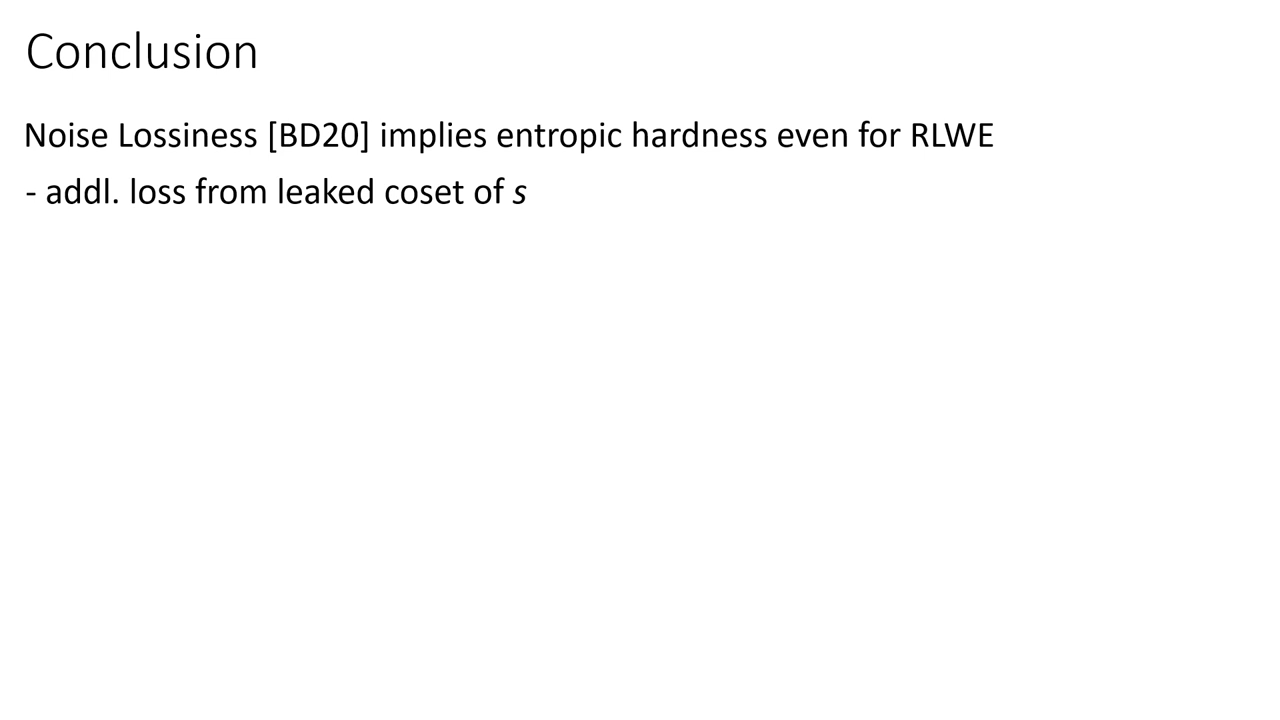 Conclusion
Noise Lossiness [BD20] implies entropic hardness even for RLWE
- addl. loss from leaked coset of s